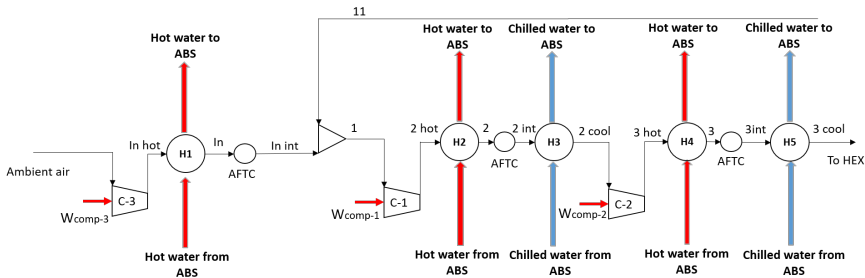 11
Hot water to
ABS
Hot water to
ABS
Chilled water to
ABS
Hot water to
ABS
Chilled water to
ABS
Ambient air
In hot
H1
In
In int
AFTC
1
2 hot
H2
2
2 int
AFTC
H3
2 cool
3 hot
H4
3
3int
AFTC
H5
3 cool
To HEX
C-3
Wcomp-3
C-1
Wcomp-1
C-2
Wcomp-2
Hot water from
ABS
Hot water from
ABS
Chilled water from
ABS
Hot water from
ABS
Chilled water from
ABS